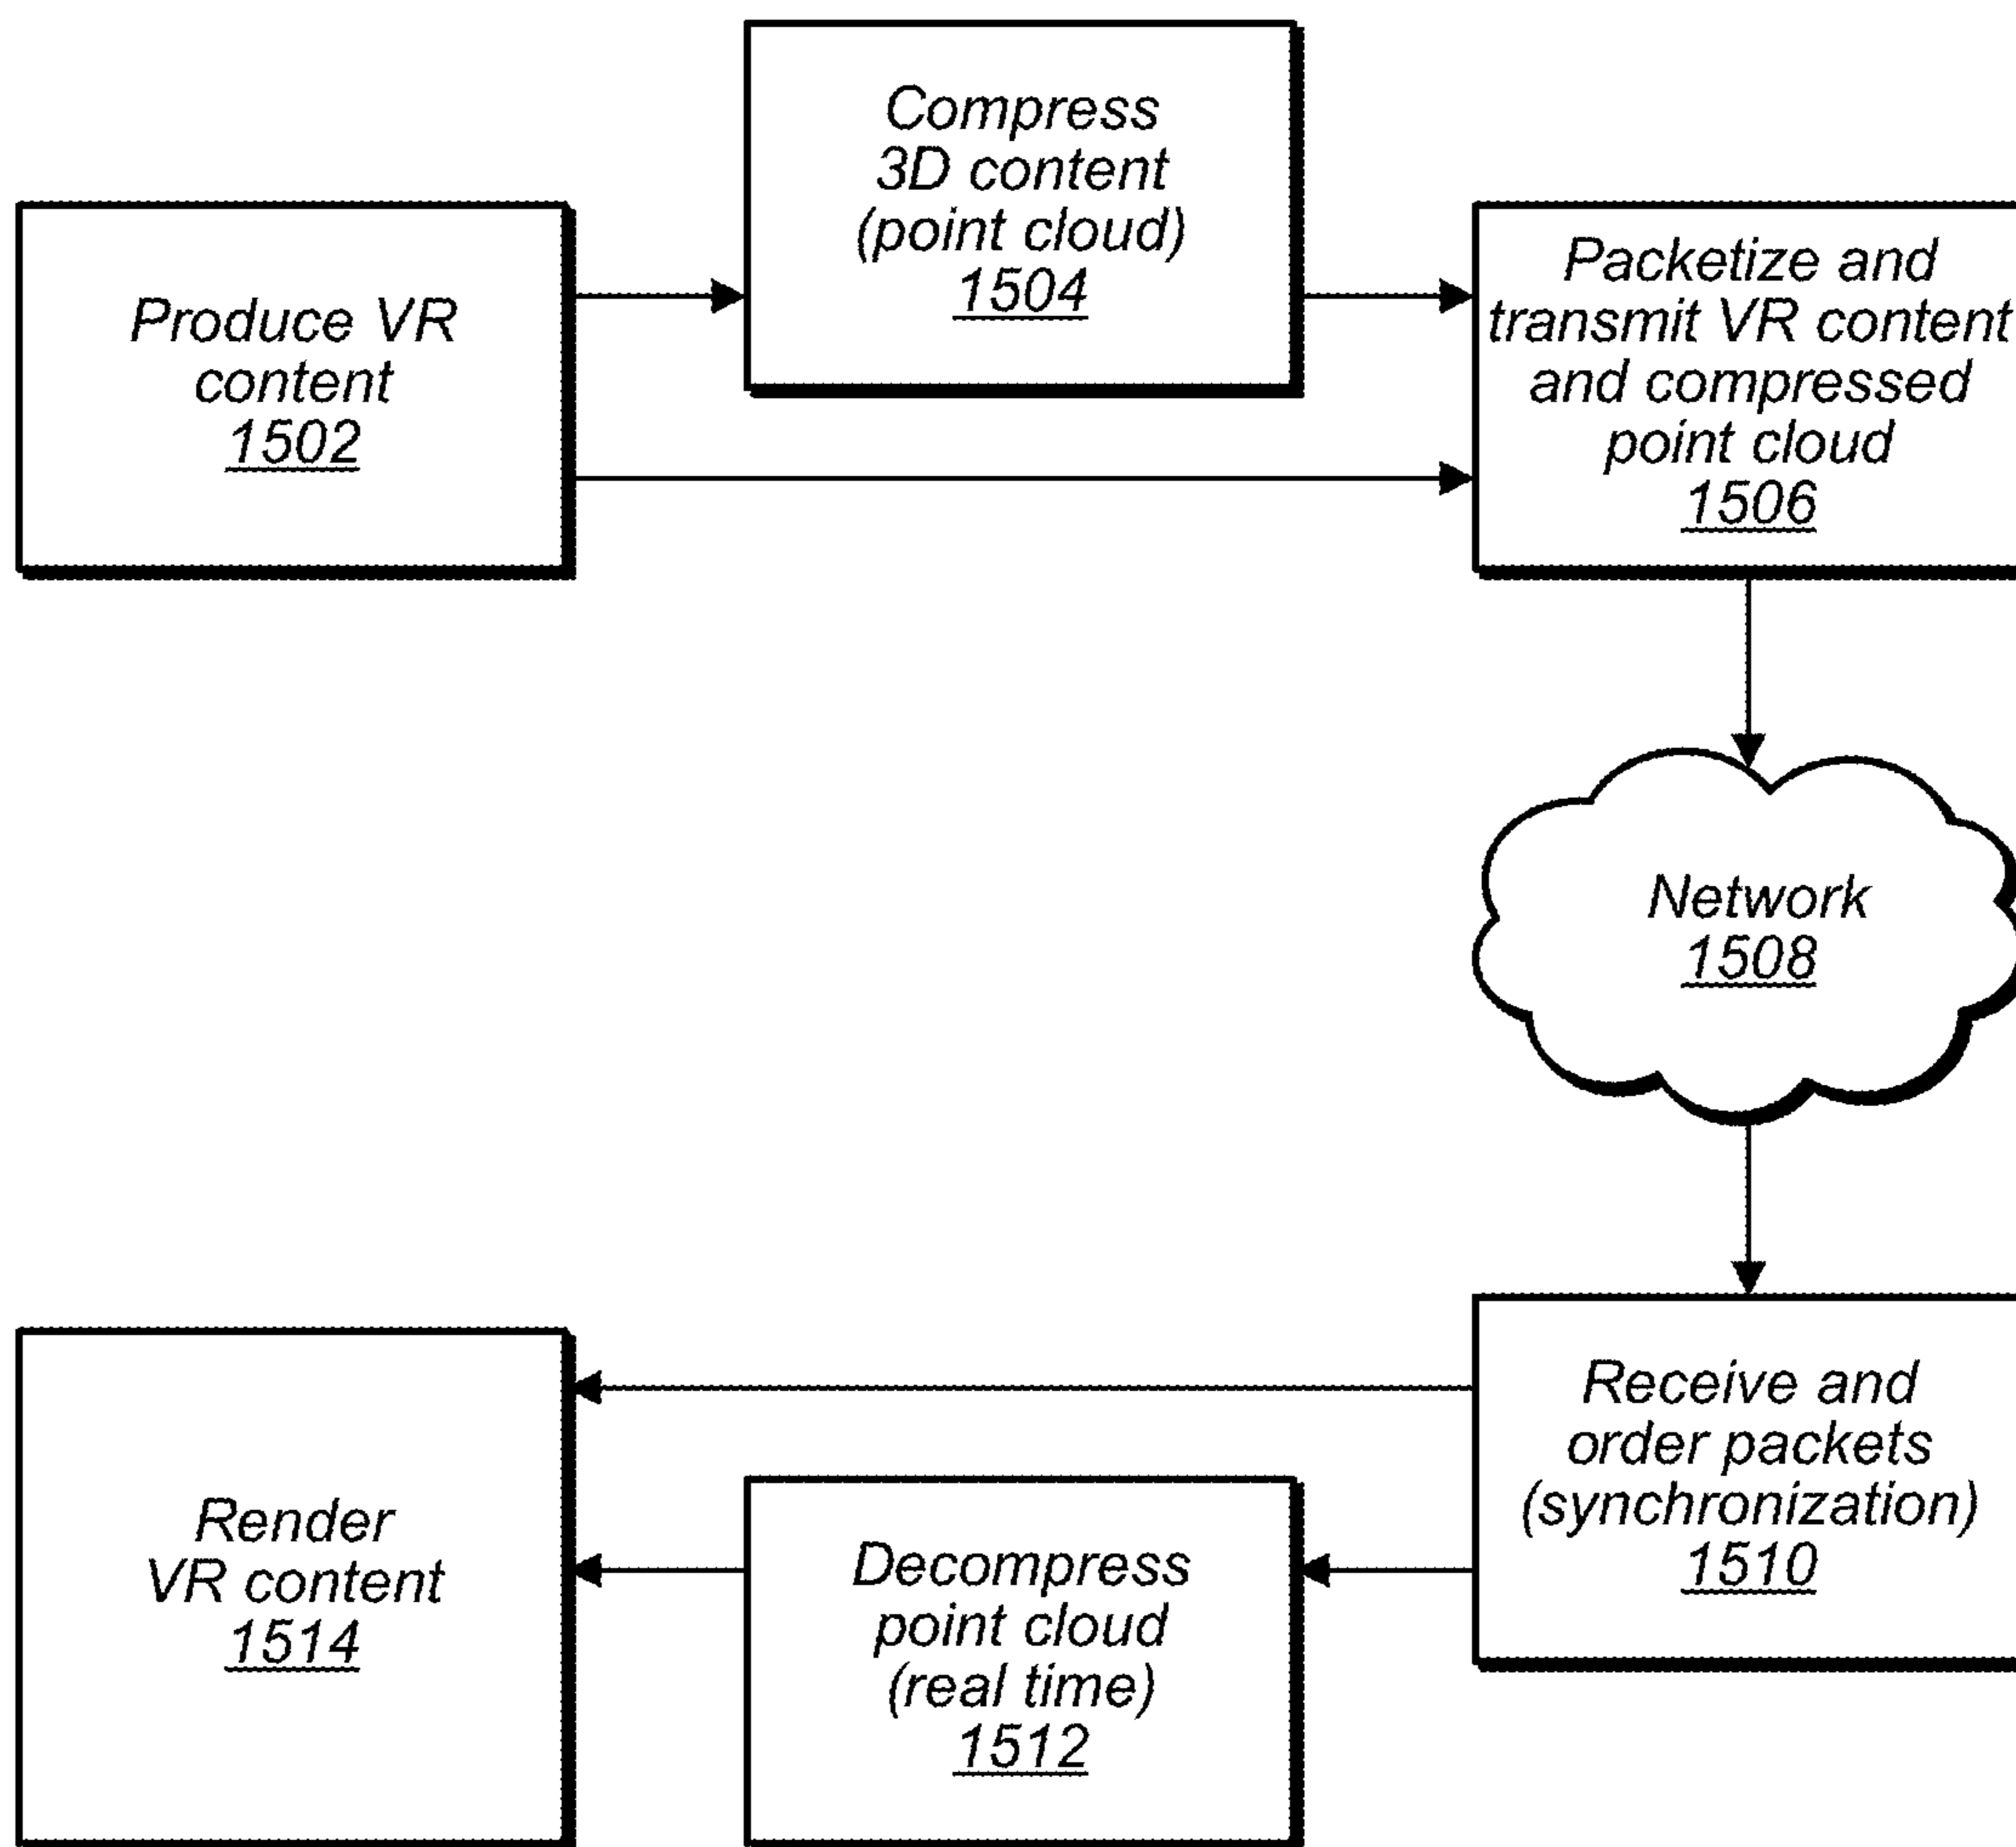 Produce VR
content
1502
Compress
3D content
(point cloud)
1504
Packetize and
transmit VR content
and compressed
point cloud
1506
Network
1508
Receive and
order packets
(synchronization)
1510
Decompress
point cloud
(real time)
1512
Render
VR content
1514